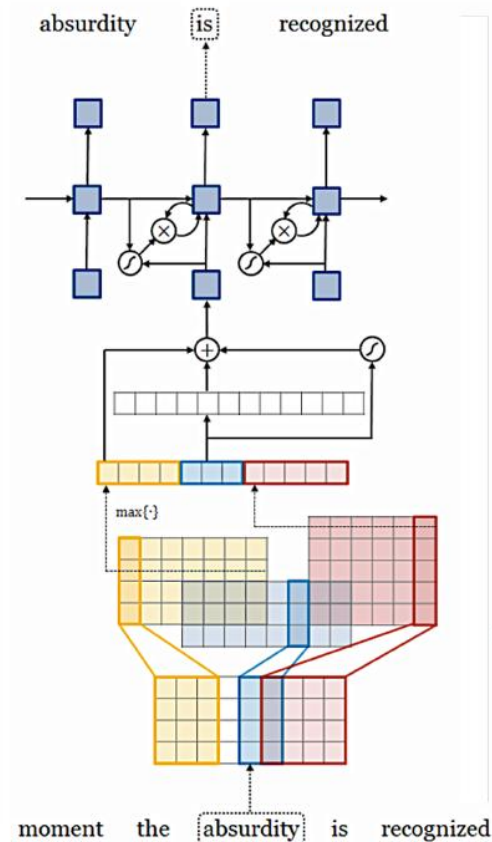 absurdity is recognized
max{·}
moment the absurdity is recognized